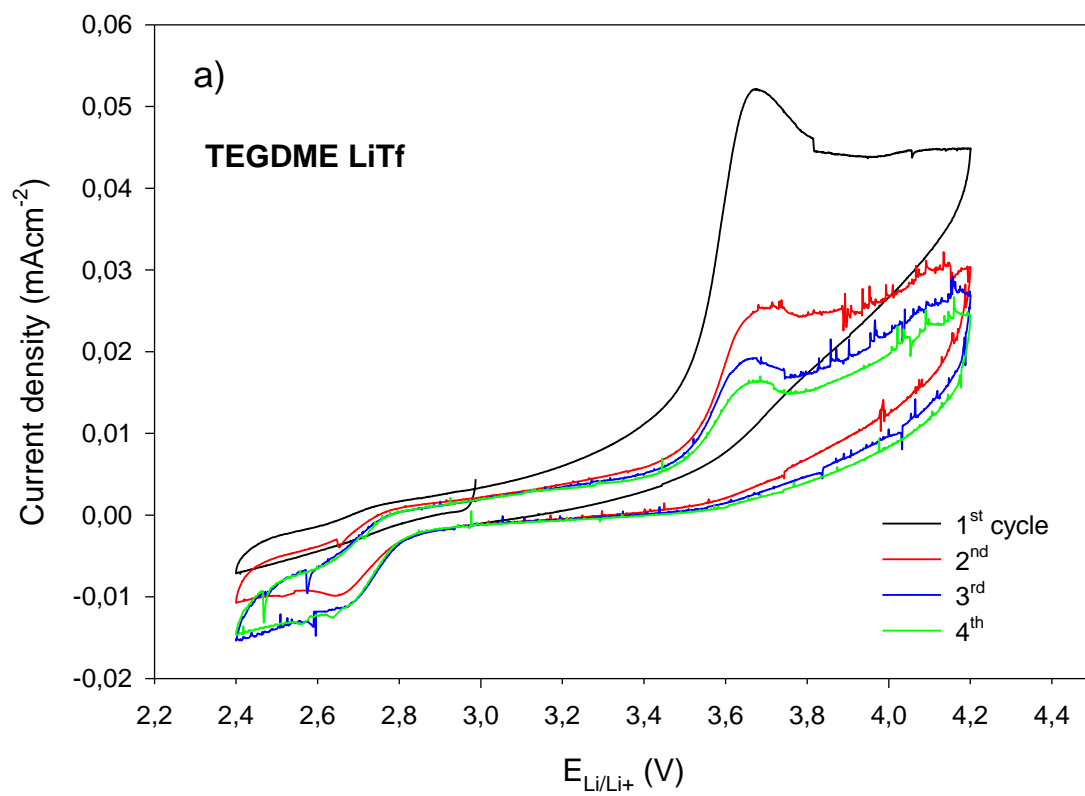 a)
TEGDME LiTf
Current density (mAcm-2)
0,06
0,05
0,04
0,03
0,02
0,01
0,00
-0,01
-0,02
2,2 2,4 2,6 2,8 3,0 3,2 3,4 3,6 3,8 4,0 4,2 4,4
E Li/Li+ (V)
1st cycle
2nd
3rd
4th